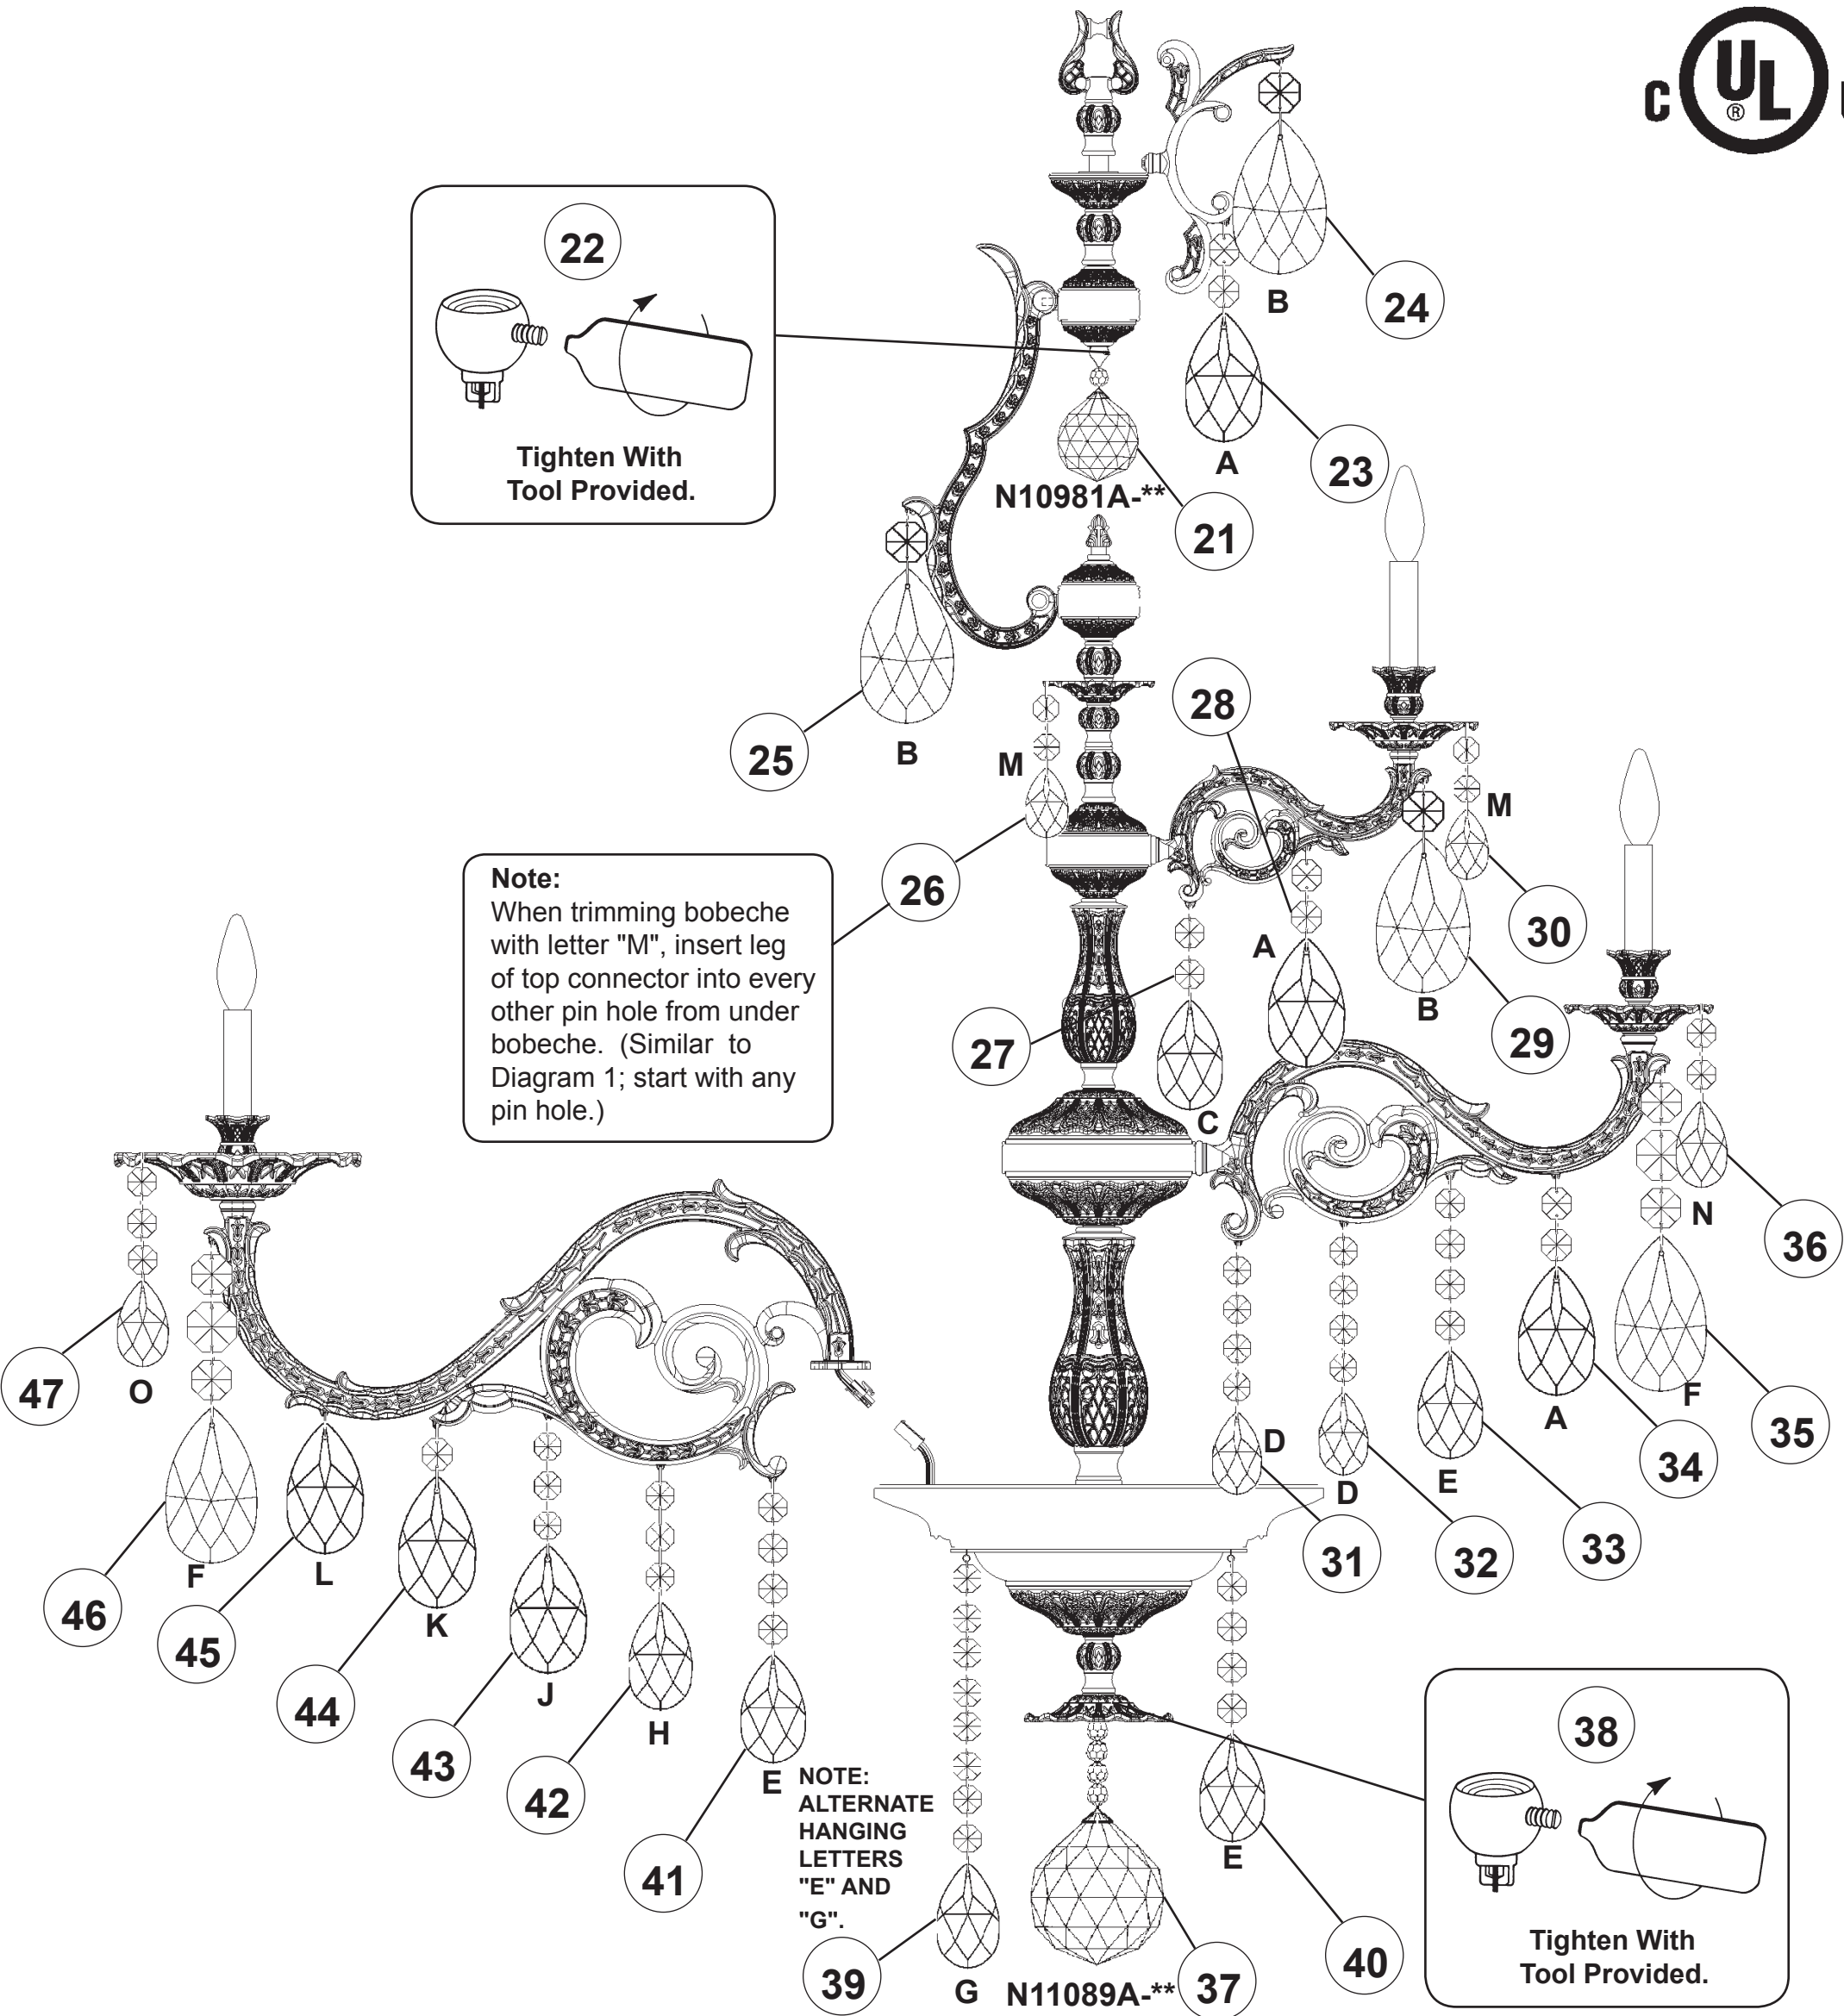 C UL ® U
22
Tighten With
Tool Provided.
B
24
A
23
N10981A-**
21
B
25
28
M
M
26
30
Note:
When trimming bobeche
with letter "M", insert leg
of top connector into every
other pin hole from under
bobeche. (Similar to
Diagram 1; start with any
pin hole.)
A
B
29
27
C
N
36
O
47
F
35
A
34
E
33
D
D
32
31
F
46
L
45
K
44
J
43
H
42
E
41
NOTE:
ALTERNATE
HANGING
LETTERS
"E" AND
"G".
39
G
N11089A-**
37
E
40
38
Tighten With
Tool Provided.